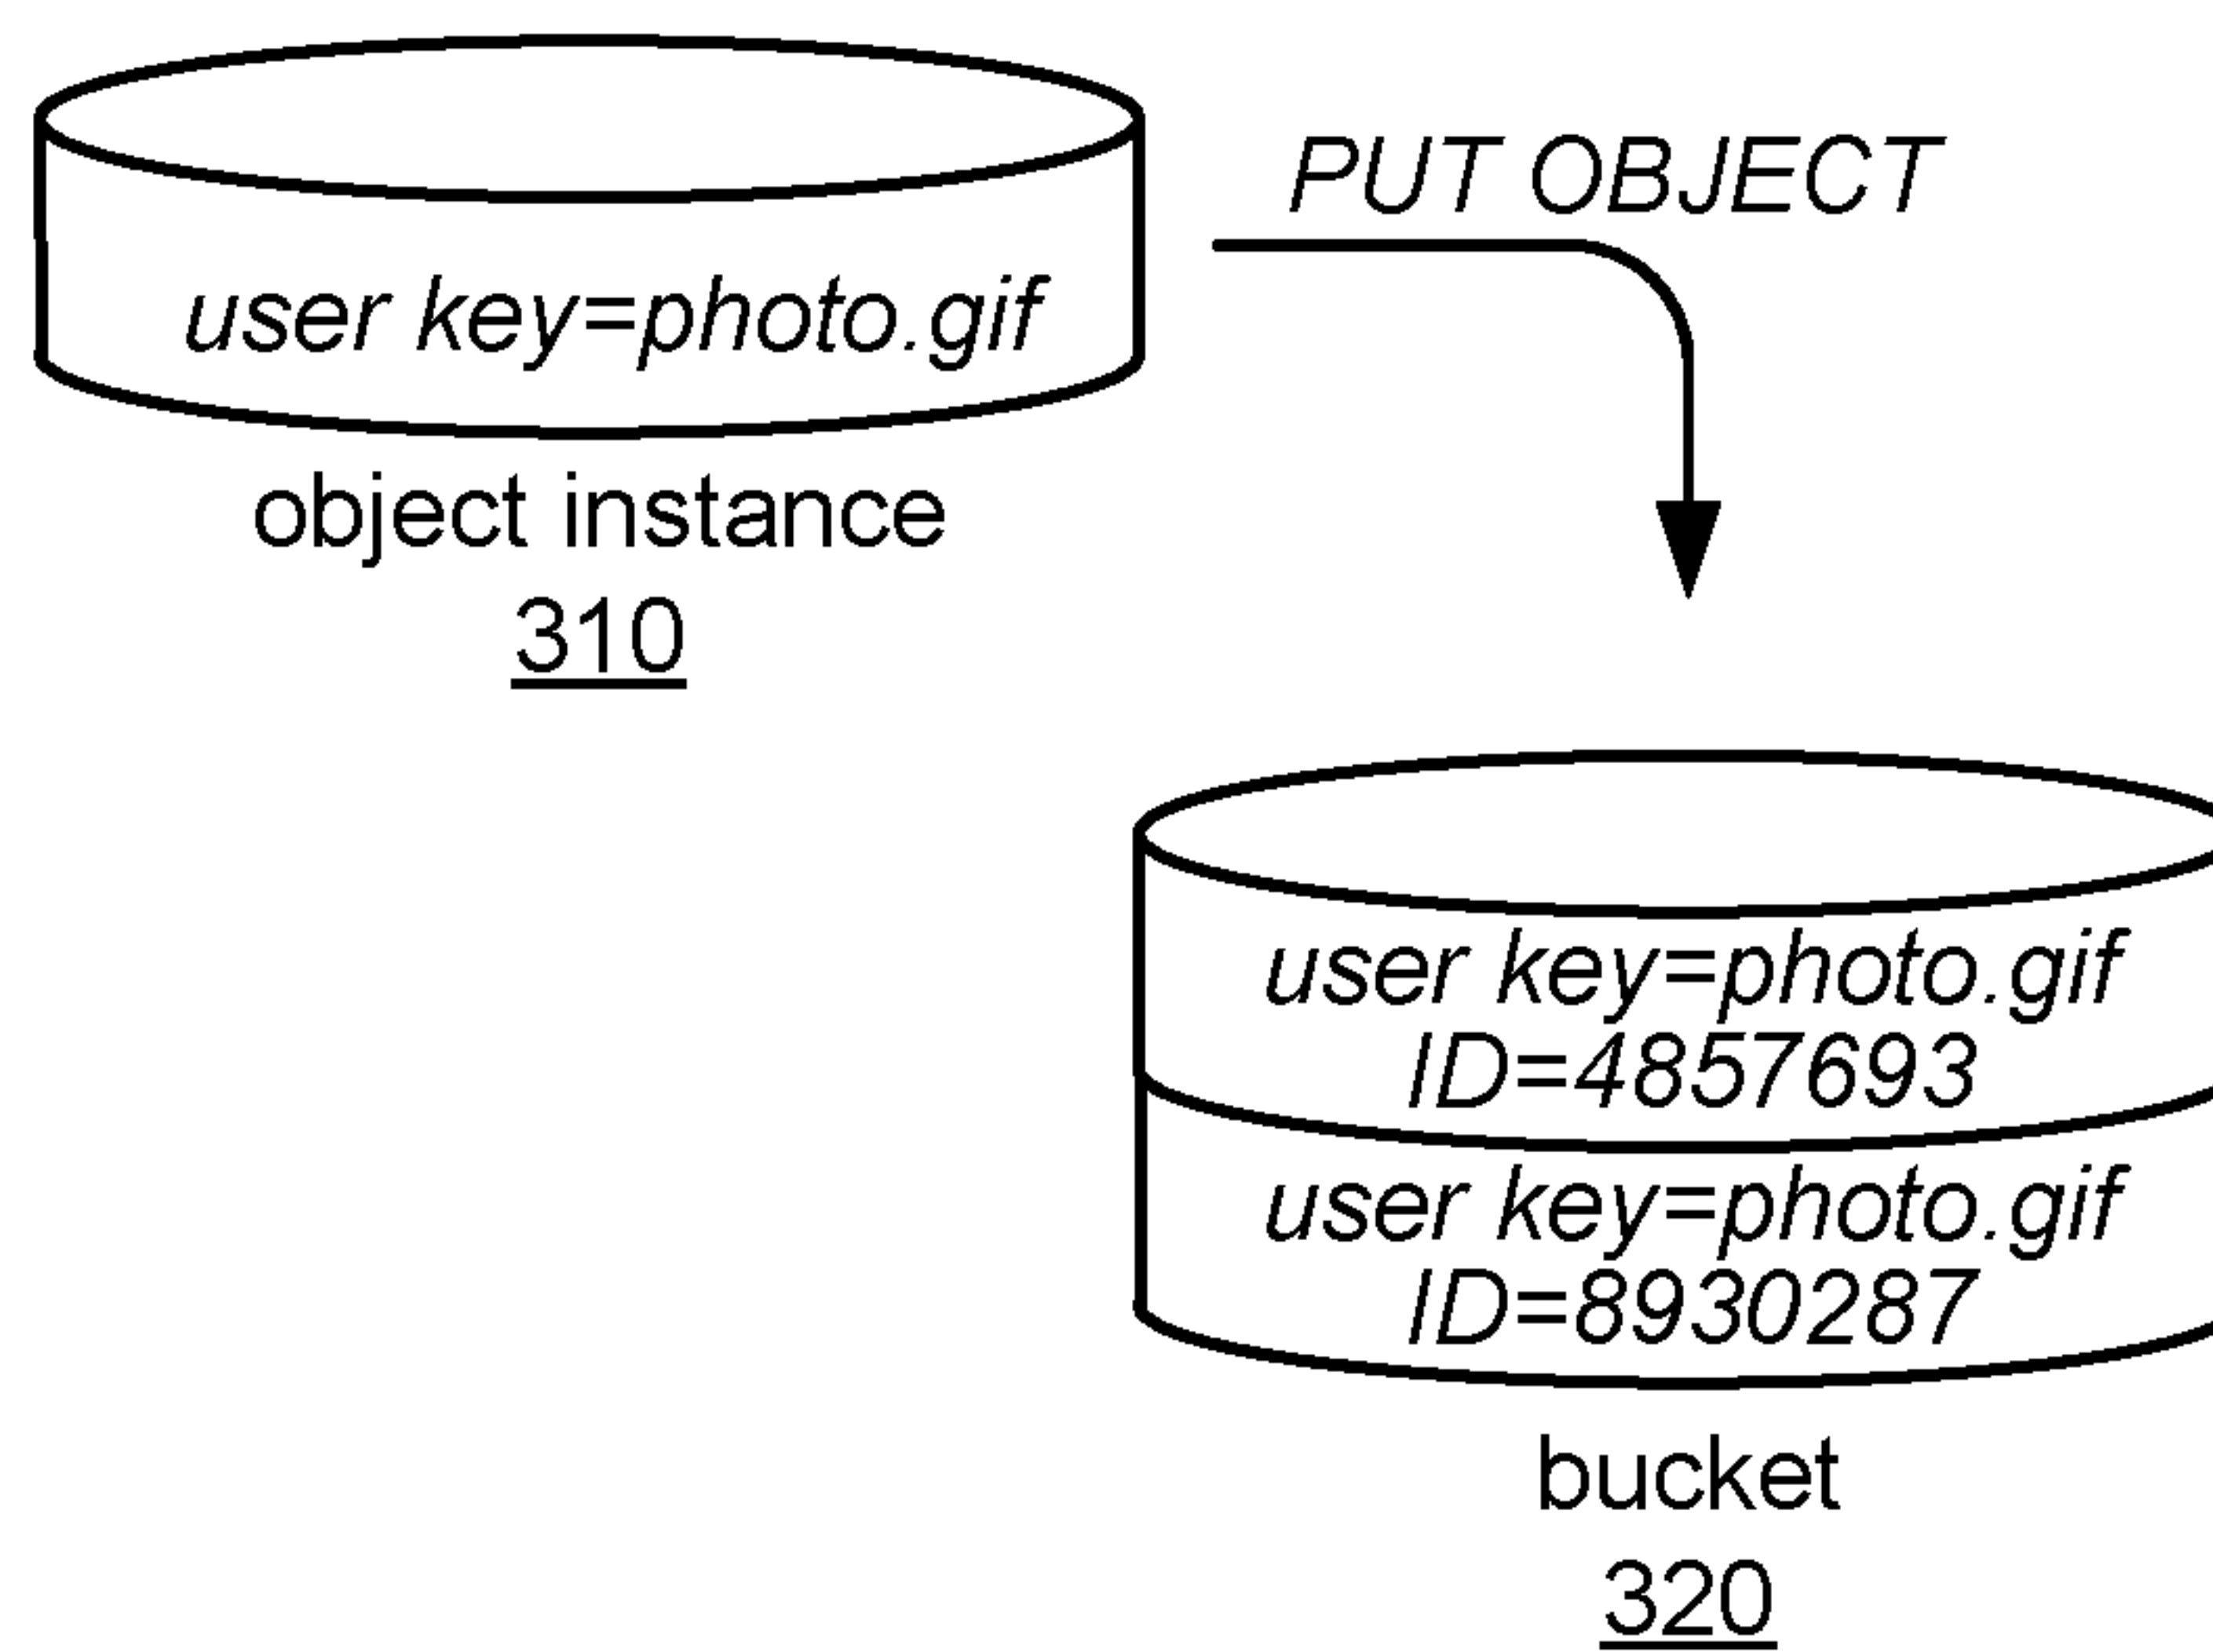 PUT OBJECT
user key=photo.gif
object instance
310
user key=photo.gif
ID=4857693
user key=photo.gif
ID=8930287
bucket
320